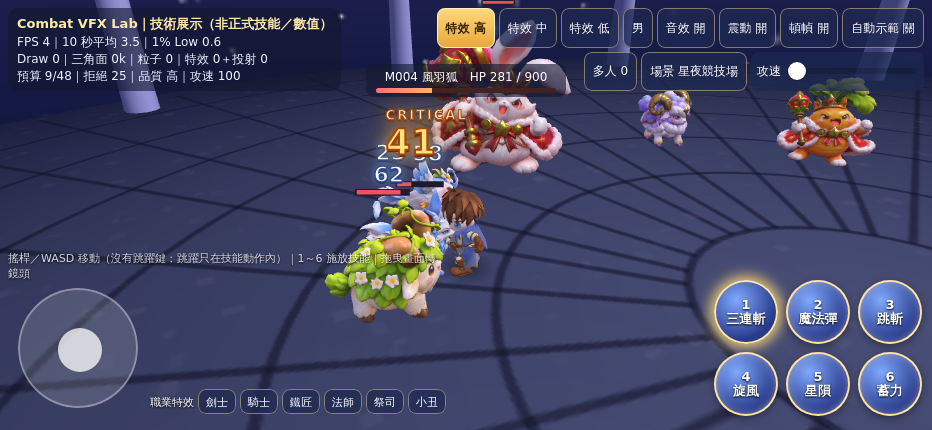 Combat VFX Lab｜技術展示（非正式技能／數值）
FPS 4｜10 秒平均 3.5｜1% Low 0.6
Draw 0｜三角面 0k｜粒子 0｜特效 0＋投射 0
預算 9/48｜拒絕 25｜品質 高｜攻速 100
特效 高
特效 中
特效 低
男
音效 開
震動 開
頓幀 開
自動示範 關
多人 0
場景 星夜競技場
攻速
M004 風羽狐 HP 281 / 900
CRITICAL
41
62
搖桿／WASD 移動（沒有跳躍鍵；跳躍只在技能動作內）｜1～6 施放技能｜拖曳畫面轉
鏡頭
1
三連斬
2
魔法彈
3
跳斬
4
旋風
5
星隕
6
蓄力
職業特效
劍士
騎士
鐵匠
法師
祭司
小丑